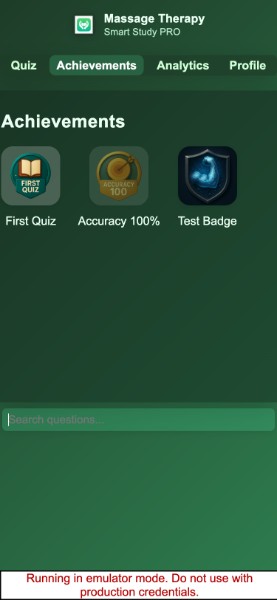 Massage Therapy
Smart Study PRO
Quiz Achievements Analytics Profile
Achievements
FIRST
QUIZ
ACCURACY
100
First Quiz Accuracy 100% Test Badge
Search questions...
Running in emulator mode. Do not use with
production credentials.